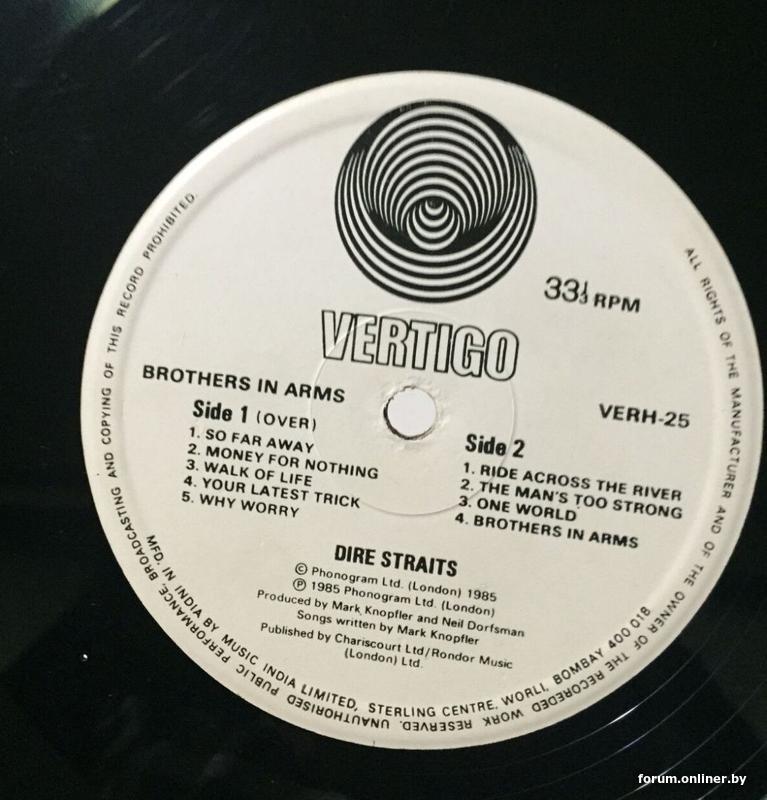 33⅓ RPM
VERTIGO
BROTHERS IN ARMS
VERH-25
Side 1 (OVER)
1. SO FAR AWAY
2. MONEY FOR NOTHING
3. WALK OF LIFE
4. YOUR LATEST TRICK
5. WHY WORRY
Side 2
1. RIDE ACROSS THE RIVER
2. THE MAN'S TOO STRONG
3. ONE WORLD
4. BROTHERS IN ARMS
DIRE STRAITS
© Phonogram Ltd. (London) 1985
℗ 1985 Phonogram Ltd. (London)
Produced by Mark Knopfler and Neil Dorfsman
Songs written by Mark Knopfler
Published by Chariscourt Ltd/Rondor Music
(London) Ltd.
MFD. IN INDIA BY MUSIC INDIA LIMITED, STERLING CENTRE, WORLI, BOMBAY 400 018
ALL RIGHTS OF THE MANUFACTURER AND OF THE OWNER OF THE RECOREDED WORK RESERVED. UNAUTHORISED PUBLIC PERFORMANCE, BROADCASTING AND COPYING OF THIS RECORD PROHIBITED.
forum.onliner.by